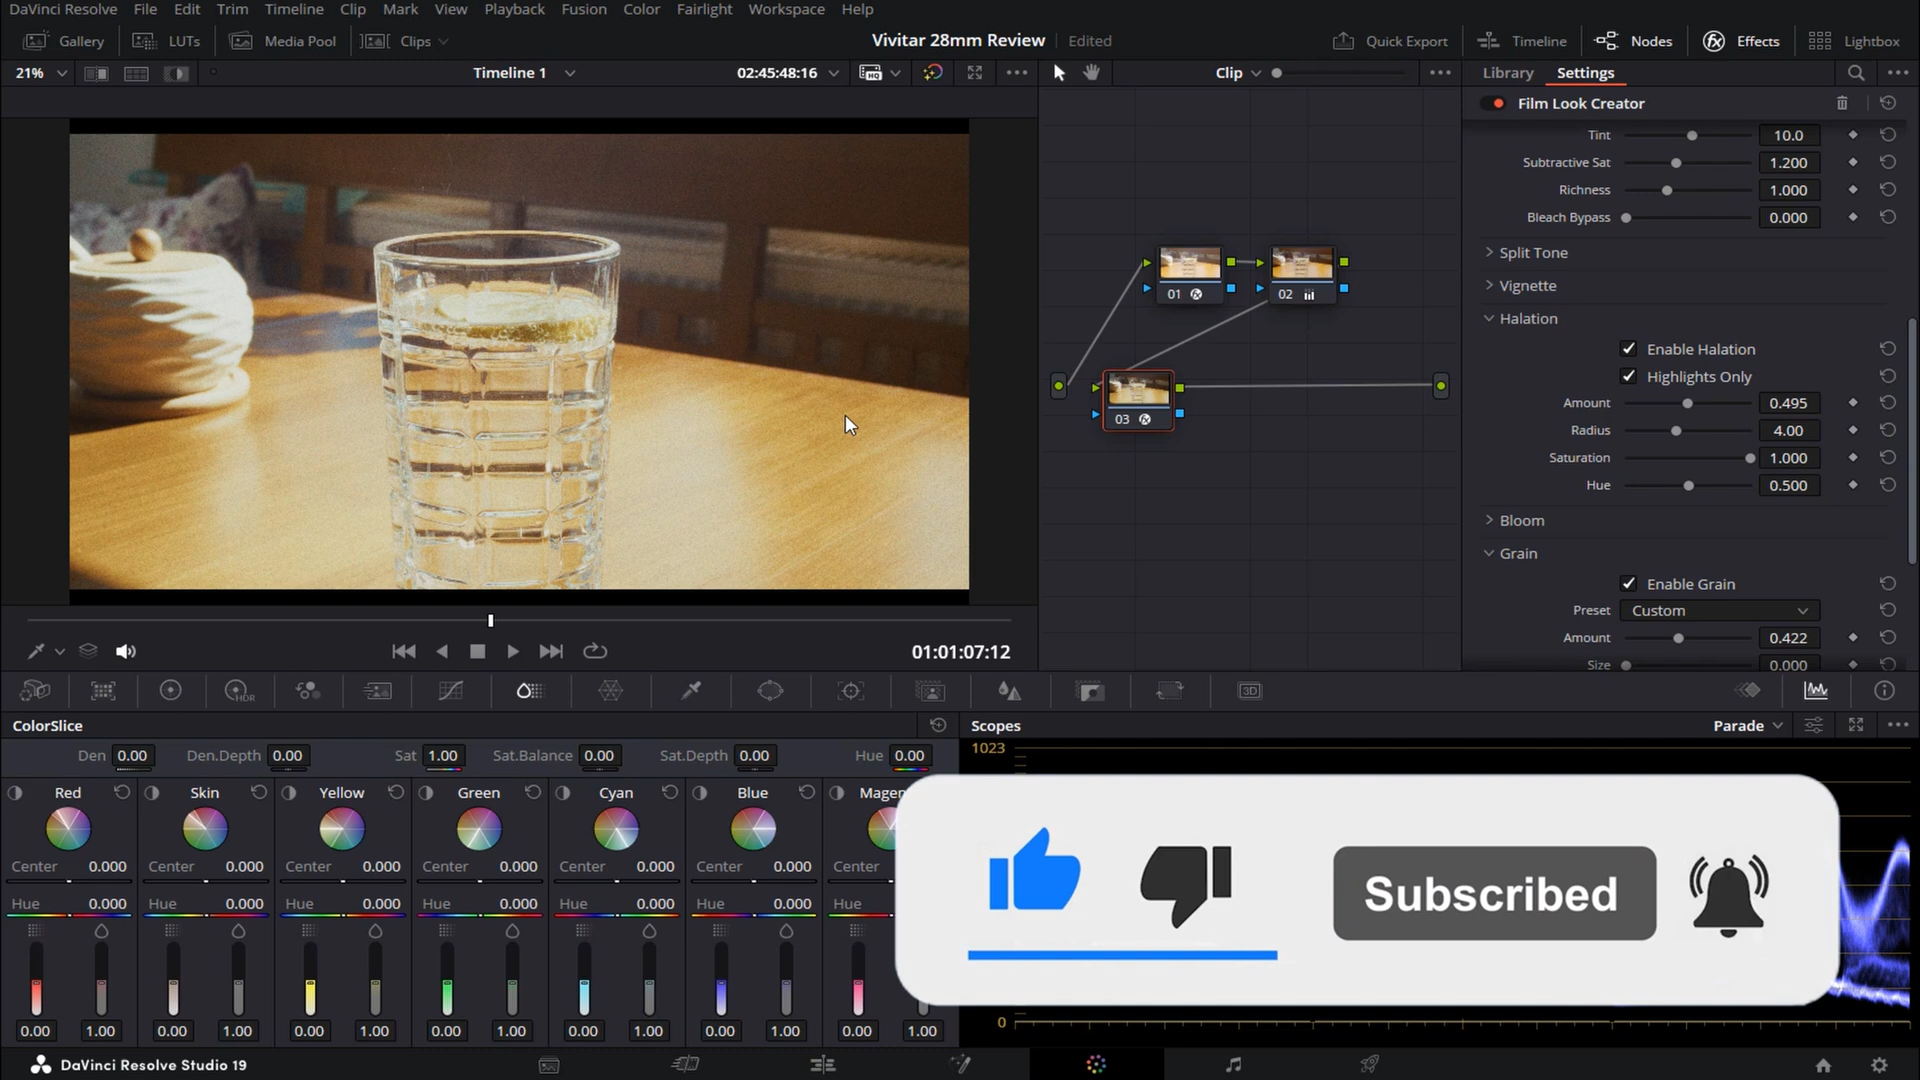 DaVinci Resolve File Edit Trim Timeline Clip Mark View Playback Fusion Color Fairlight Workspace Help
Gallery LUTs Media Pool Clips Vivitar 28mm Review Edited Quick Export Timeline Nodes Effects Lightbox
21% Timeline 1 02:45:48:16 HQ Clip Library Settings
Film Look Creator
Tint 10.0
Subtractive Sat 1.200
Richness 1.000
Bleach Bypass 0.000
Split Tone
Vignette
Halation
Enable Halation
Highlights Only
Amount 0.495
Radius 4.00
Saturation 1.000
Hue 0.500
Bloom
Grain
Enable Grain
Preset Custom
Amount 0.422
Size 0.000
01
02
03
01:01:07:12
HDR
3D
ColorSlice
Den 0.00 Den.Depth 0.00 Sat 1.00 Sat.Balance 0.00 Sat.Depth 0.00 Hue 0.00
Red Skin Yellow Green Cyan Blue Magen
Center 0.000 Center 0.000 Center 0.000 Center 0.000 Center 0.000 Center 0.000 Center
Hue 0.000 Hue 0.000 Hue 0.000 Hue 0.000 Hue 0.000 Hue 0.000 Hue
0.00 1.00 0.00 1.00 0.00 1.00 0.00 1.00 0.00 1.00 0.00 1.00 0.00 1.00
Scopes Parade
1023
0
Subscribed
DaVinci Resolve Studio 19